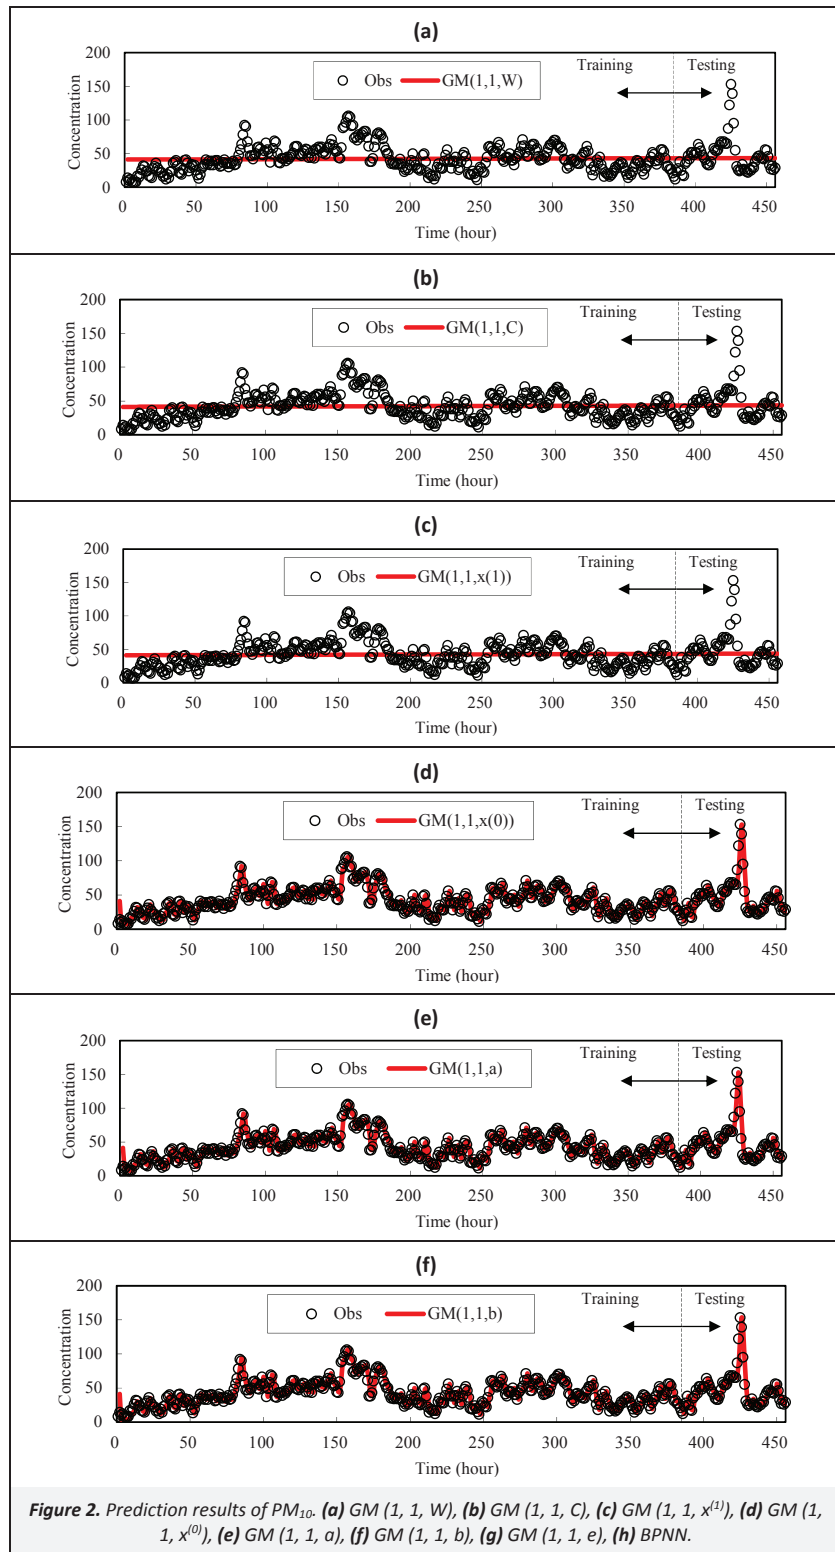 (a)
200
150
100
50
0
Concentration
Obs GM(1,1,W)
Training Testing
0 50 100 150 200 250 300 350 400 450
Time (hour)
(b)
200
150
100
50
0
Concentration
Obs GM(1,1,C)
Training Testing
0 50 100 150 200 250 300 350 400 450
Time (hour)
(c)
200
150
100
50
0
Concentration
Obs GM(1,1,x(1))
Training Testing
0 50 100 150 200 250 300 350 400 450
Time (hour)
(d)
200
150
100
50
0
Concentration
Obs GM(1,1,x(0))
Training Testing
0 50 100 150 200 250 300 350 400 450
Time (hour)
(e)
200
150
100
50
0
Concentration
Obs GM(1,1,a)
Training Testing
0 50 100 150 200 250 300 350 400 450
Time (hour)
(f)
200
150
100
50
0
Concentration
Obs GM(1,1,b)
Training Testing
0 50 100 150 200 250 300 350 400 450
Time (hour)
Figure 2. Prediction results of PM₁₀. (a) GM (1, 1, W), (b) GM (1, 1, C), (c) GM (1, 1, x⁽¹⁾), (d) GM (1,
1, x⁽⁰⁾), (e) GM (1, 1, a), (f) GM (1, 1, b), (g) GM (1, 1, e), (h) BPNN.